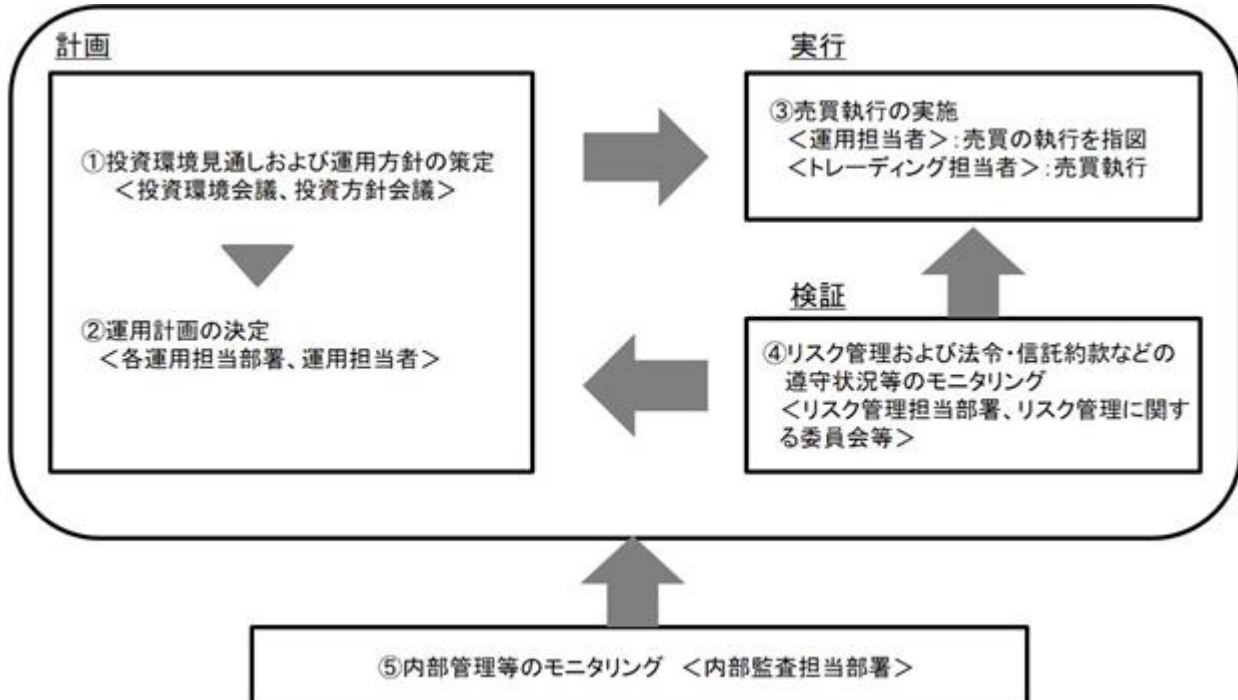 計画
①投資環境見通しおよび運用方針の策定
＜投資環境会議、投資方針会議＞
②運用計画の決定
＜各運用担当部署、運用担当者＞
実行
③売買執行の実施
＜運用担当者＞：売買の執行を指図
＜トレーディング担当者＞：売買執行
検証
④リスク管理および法令・信託約款などの
遵守状況等のモニタリング
＜リスク管理担当部署、リスク管理に関す
る委員会等＞
⑤内部管理等のモニタリング　＜内部監査担当部署＞